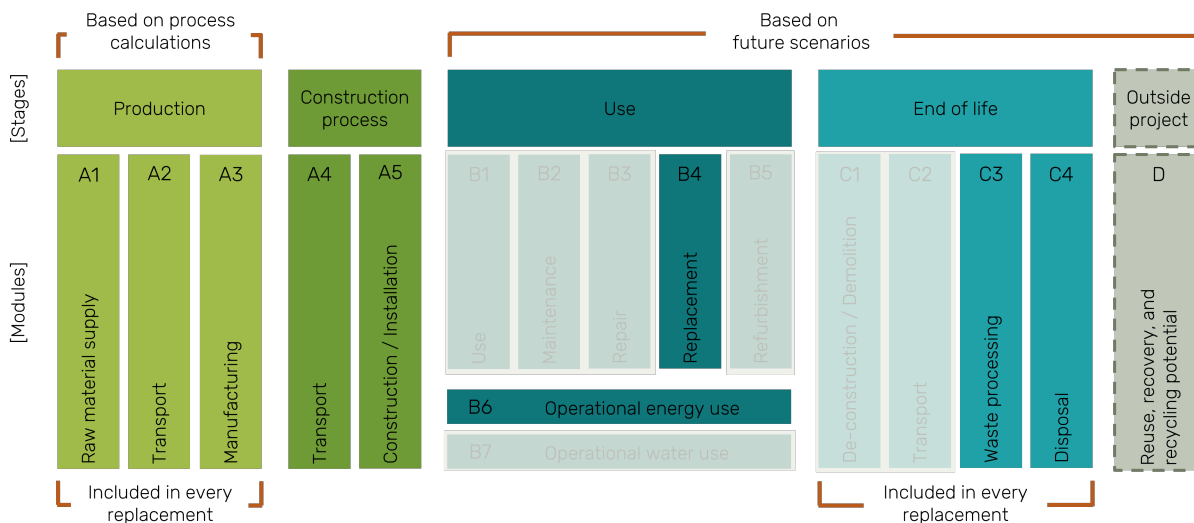 Based on process
calculations
Based on
future scenarios
[Stages]
Production
Construction
process
Use
End of life
Outside
project
[Modules]
A1
Raw material supply
A2
Transport
A3
Manufacturing
A4
Transport
A5
Construction / Installation
B1
Use
B2
Maintenance
B3
Repair
B4
Replacement
B5
Refurbishment
B6 Operational energy use
B7 Operational water use
C1
De-construction / Demolition
C2
Transport
C3
Waste processing
C4
Disposal
D
Reuse, recovery, and
recycling potential
Included in every
replacement
Included in every
replacement